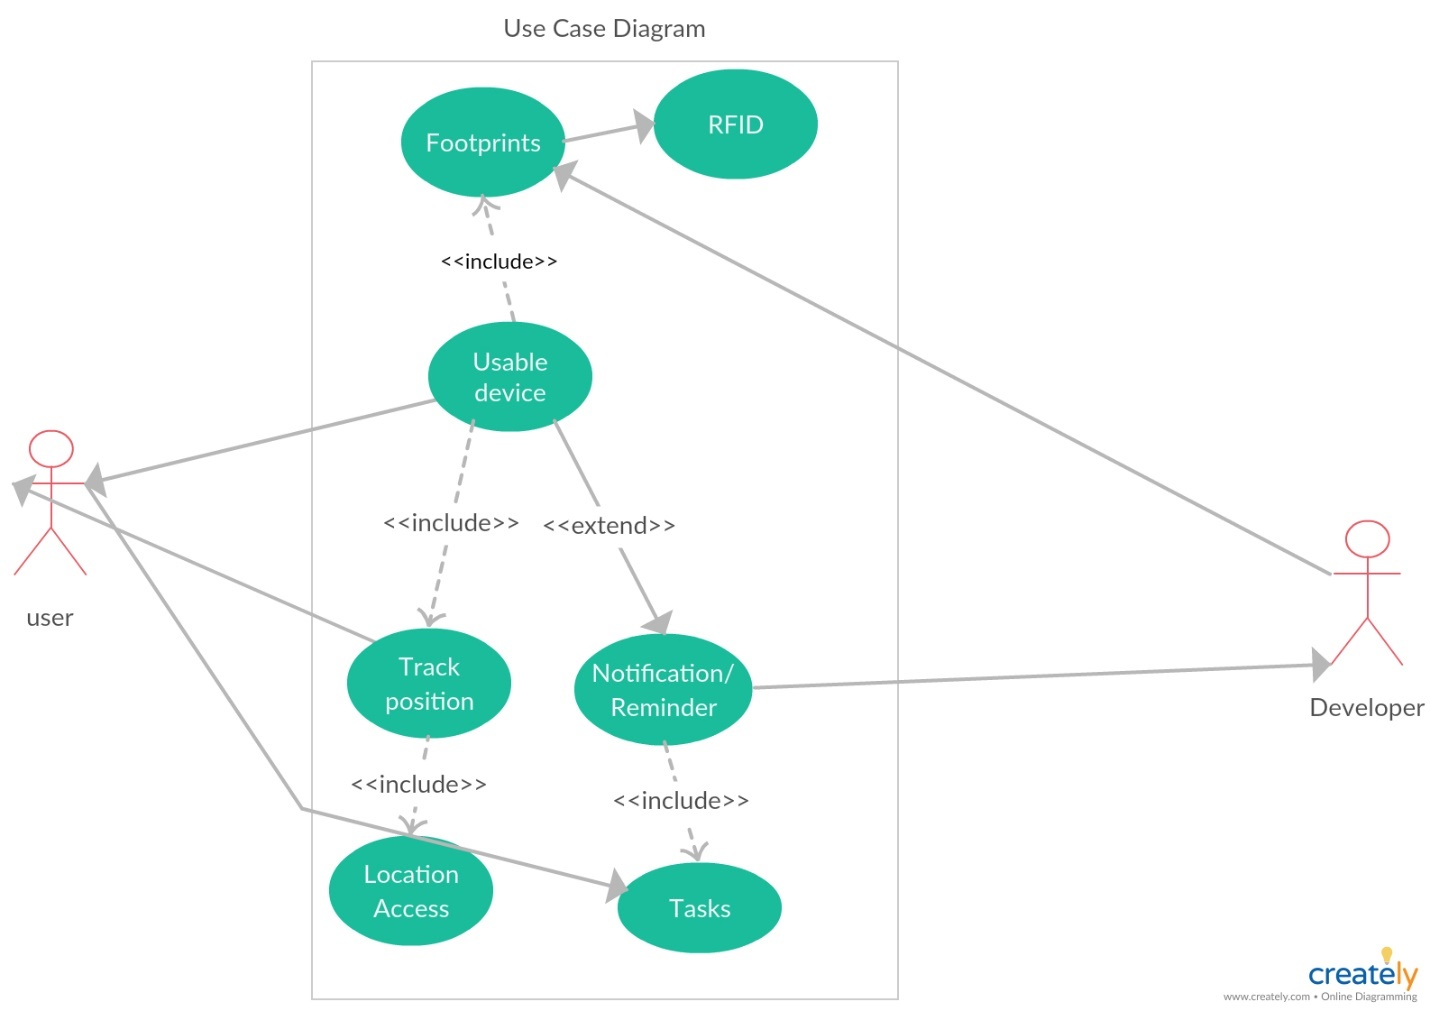 Use Case Diagram
Footprints
RFID
<<include>>
Usable
device
<<include>>
<<extend>>
user
Track
position
Notification/
Reminder
Developer
<<include>>
<<include>>
Location
Access
Tasks
creately
www.creately.com • Online Diagramming